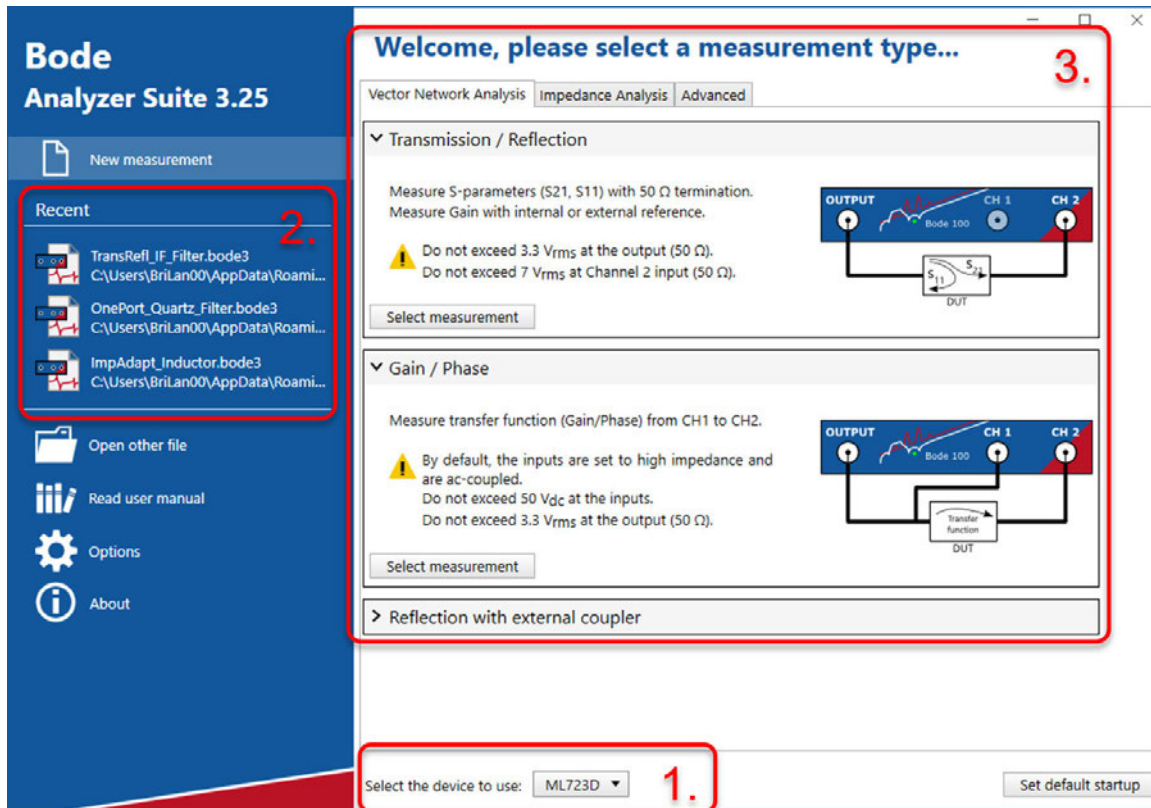 Bode
Analyzer Suite 3.25
New measurement
Recent
2.
TransRefl_IF_Filter.bode3
C:\Users\BriLan00\AppData\Roami...
OnePort_Quartz_Filter.bode3
C:\Users\BriLan00\AppData\Roami...
ImpAdapt_Inductor.bode3
C:\Users\BriLan00\AppData\Roami...
Open other file
Read user manual
Options
About
Welcome, please select a measurement type...
3.
Vector Network Analysis Impedance Analysis Advanced
Transmission / Reflection
Measure S-parameters (S21, S11) with 50 Ω termination.
Measure Gain with internal or external reference.
Do not exceed 3.3 Vrms at the output (50 Ω).
Do not exceed 7 Vrms at Channel 2 input (50 Ω).
Select measurement
OUTPUT CH 1 CH 2
Bode 100
S11 S21
DUT
Gain / Phase
Measure transfer function (Gain/Phase) from CH1 to CH2.
By default, the inputs are set to high impedance and
are ac-coupled.
Do not exceed 50 Vdc at the inputs.
Do not exceed 3.3 Vrms at the output (50 Ω).
Select measurement
OUTPUT CH 1 CH 2
Bode 100
Transfer
function
DUT
Reflection with external coupler
Select the device to use: ML723D
1.
Set default startup